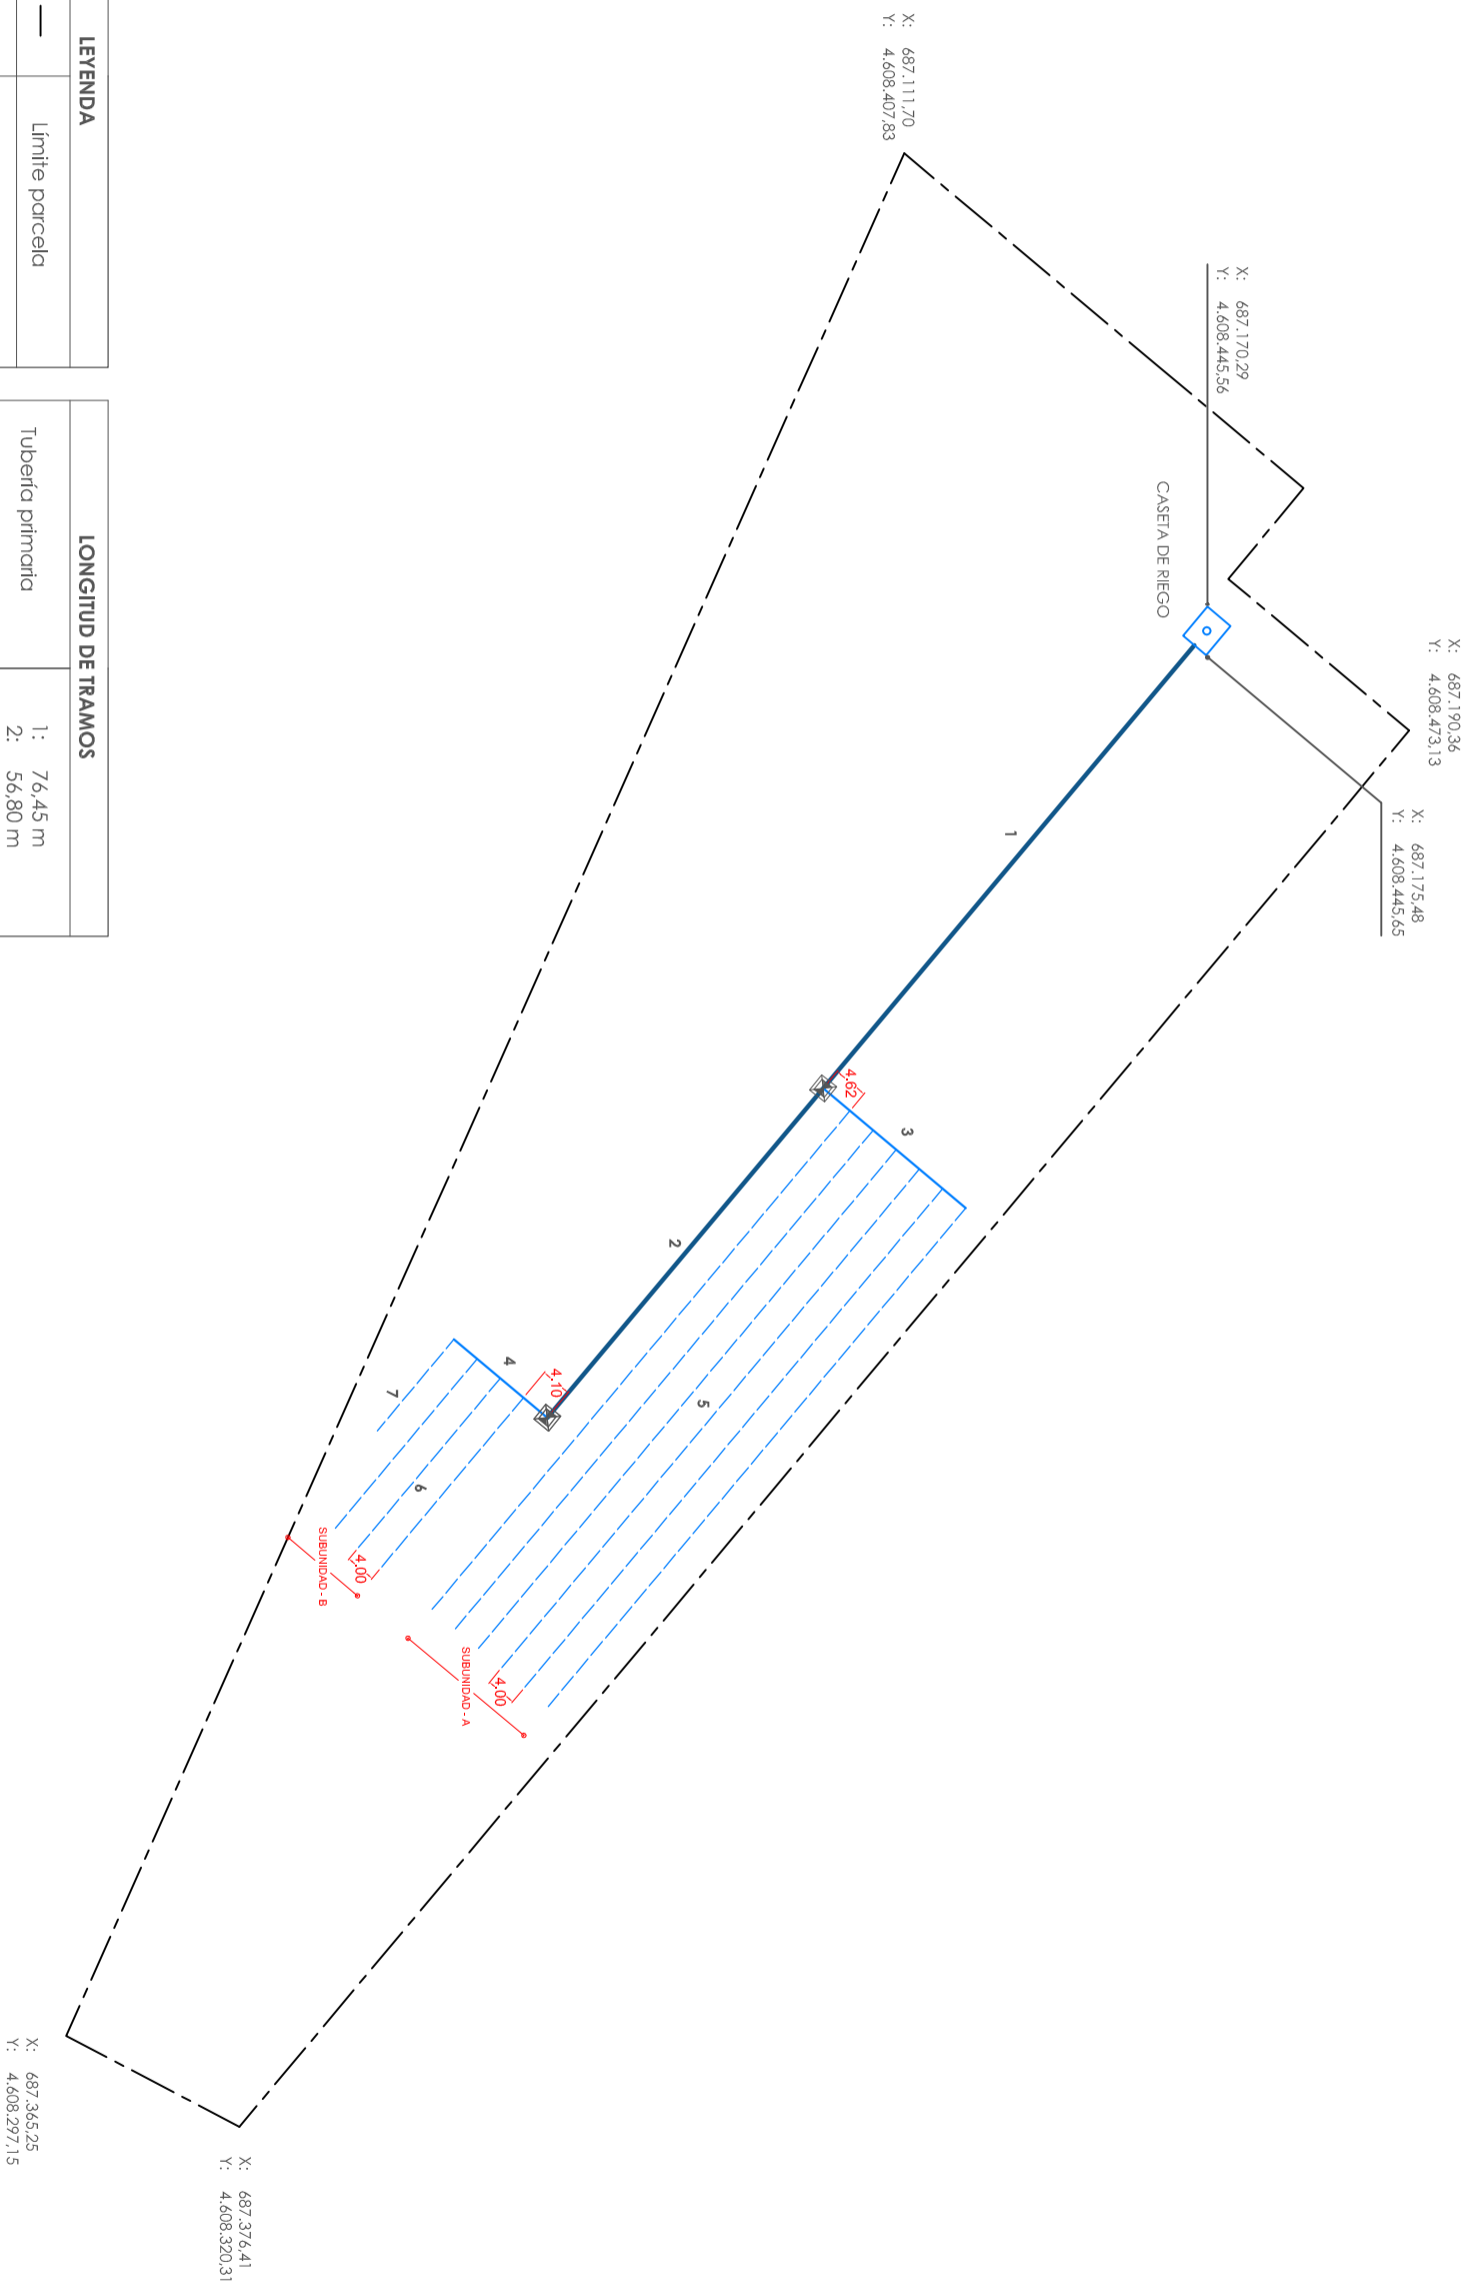 X: 687.190,36
Y: 4.608.473,13
X: 687.175,48
Y: 4.608.445,65
X: 687.170,29
Y: 4.608.445,56
CASETA DE RIEGO
X: 687.111,70
Y: 4.608.407,83
1
4.62
3
2
5
4.10
4
7
6
4.00
SUBUNIDAD - B
4.00
SUBUNIDAD - A
X: 687.376,41
Y: 4.608.320,31
X: 687.365,25
Y: 4.608.297,15
LEYENDA
Límite parcela
LONGITUD DE TRAMOS
Tubería primaria
1: 76,45 m
2: 56,80 m